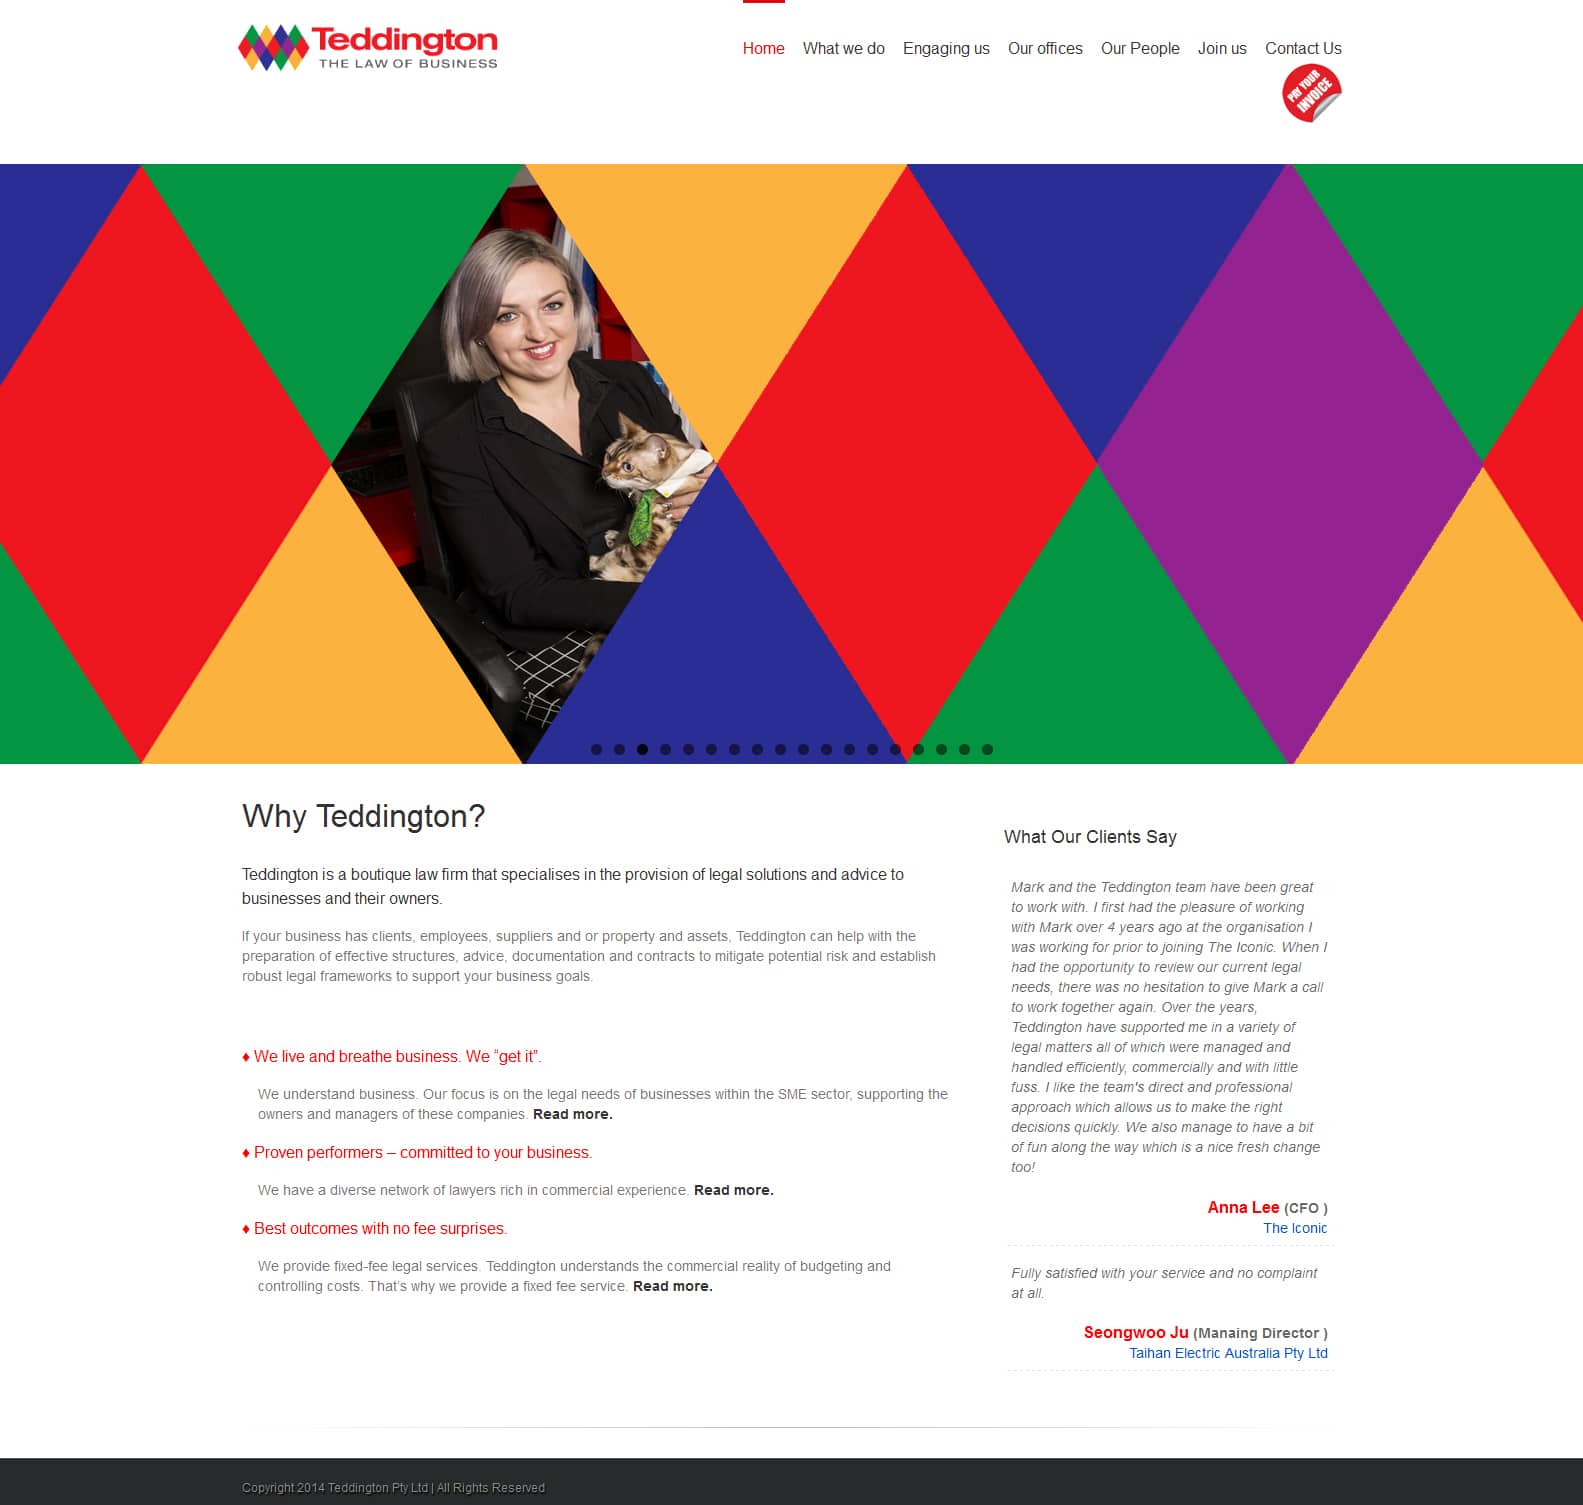 Teddington
THE LAW OF BUSINESS
Home What we do Engaging us Our offices Our People Join us Contact Us
PAY YOUR
INVOICE
Why Teddington?
Teddington is a boutique law firm that specialises in the provision of legal solutions and advice to
businesses and their owners.
If your business has clients, employees, suppliers and or property and assets, Teddington can help with the
preparation of effective structures, advice, documentation and contracts to mitigate potential risk and establish
robust legal frameworks to support your business goals.
♦ We live and breathe business. We “get it”.
We understand business. Our focus is on the legal needs of businesses within the SME sector, supporting the
owners and managers of these companies. Read more.
♦ Proven performers – committed to your business.
We have a diverse network of lawyers rich in commercial experience. Read more.
♦ Best outcomes with no fee surprises.
We provide fixed-fee legal services. Teddington understands the commercial reality of budgeting and
controlling costs. That’s why we provide a fixed fee service. Read more.
What Our Clients Say
Mark and the Teddington team have been great
to work with. I first had the pleasure of working
with Mark over 4 years ago at the organisation I
was working for prior to joining The Iconic. When I
had the opportunity to review our current legal
needs, there was no hesitation to give Mark a call
to work together again. Over the years,
Teddington have supported me in a variety of
legal matters all of which were managed and
handled efficiently, commercially and with little
fuss. I like the team's direct and professional
approach which allows us to make the right
decisions quickly. We also manage to have a bit
of fun along the way which is a nice fresh change
too!
Anna Lee (CFO )
The Iconic
Fully satisfied with your service and no complaint
at all.
Seongwoo Ju (Manaing Director )
Taihan Electric Australia Pty Ltd
Copyright 2014 Teddington Pty Ltd | All Rights Reserved